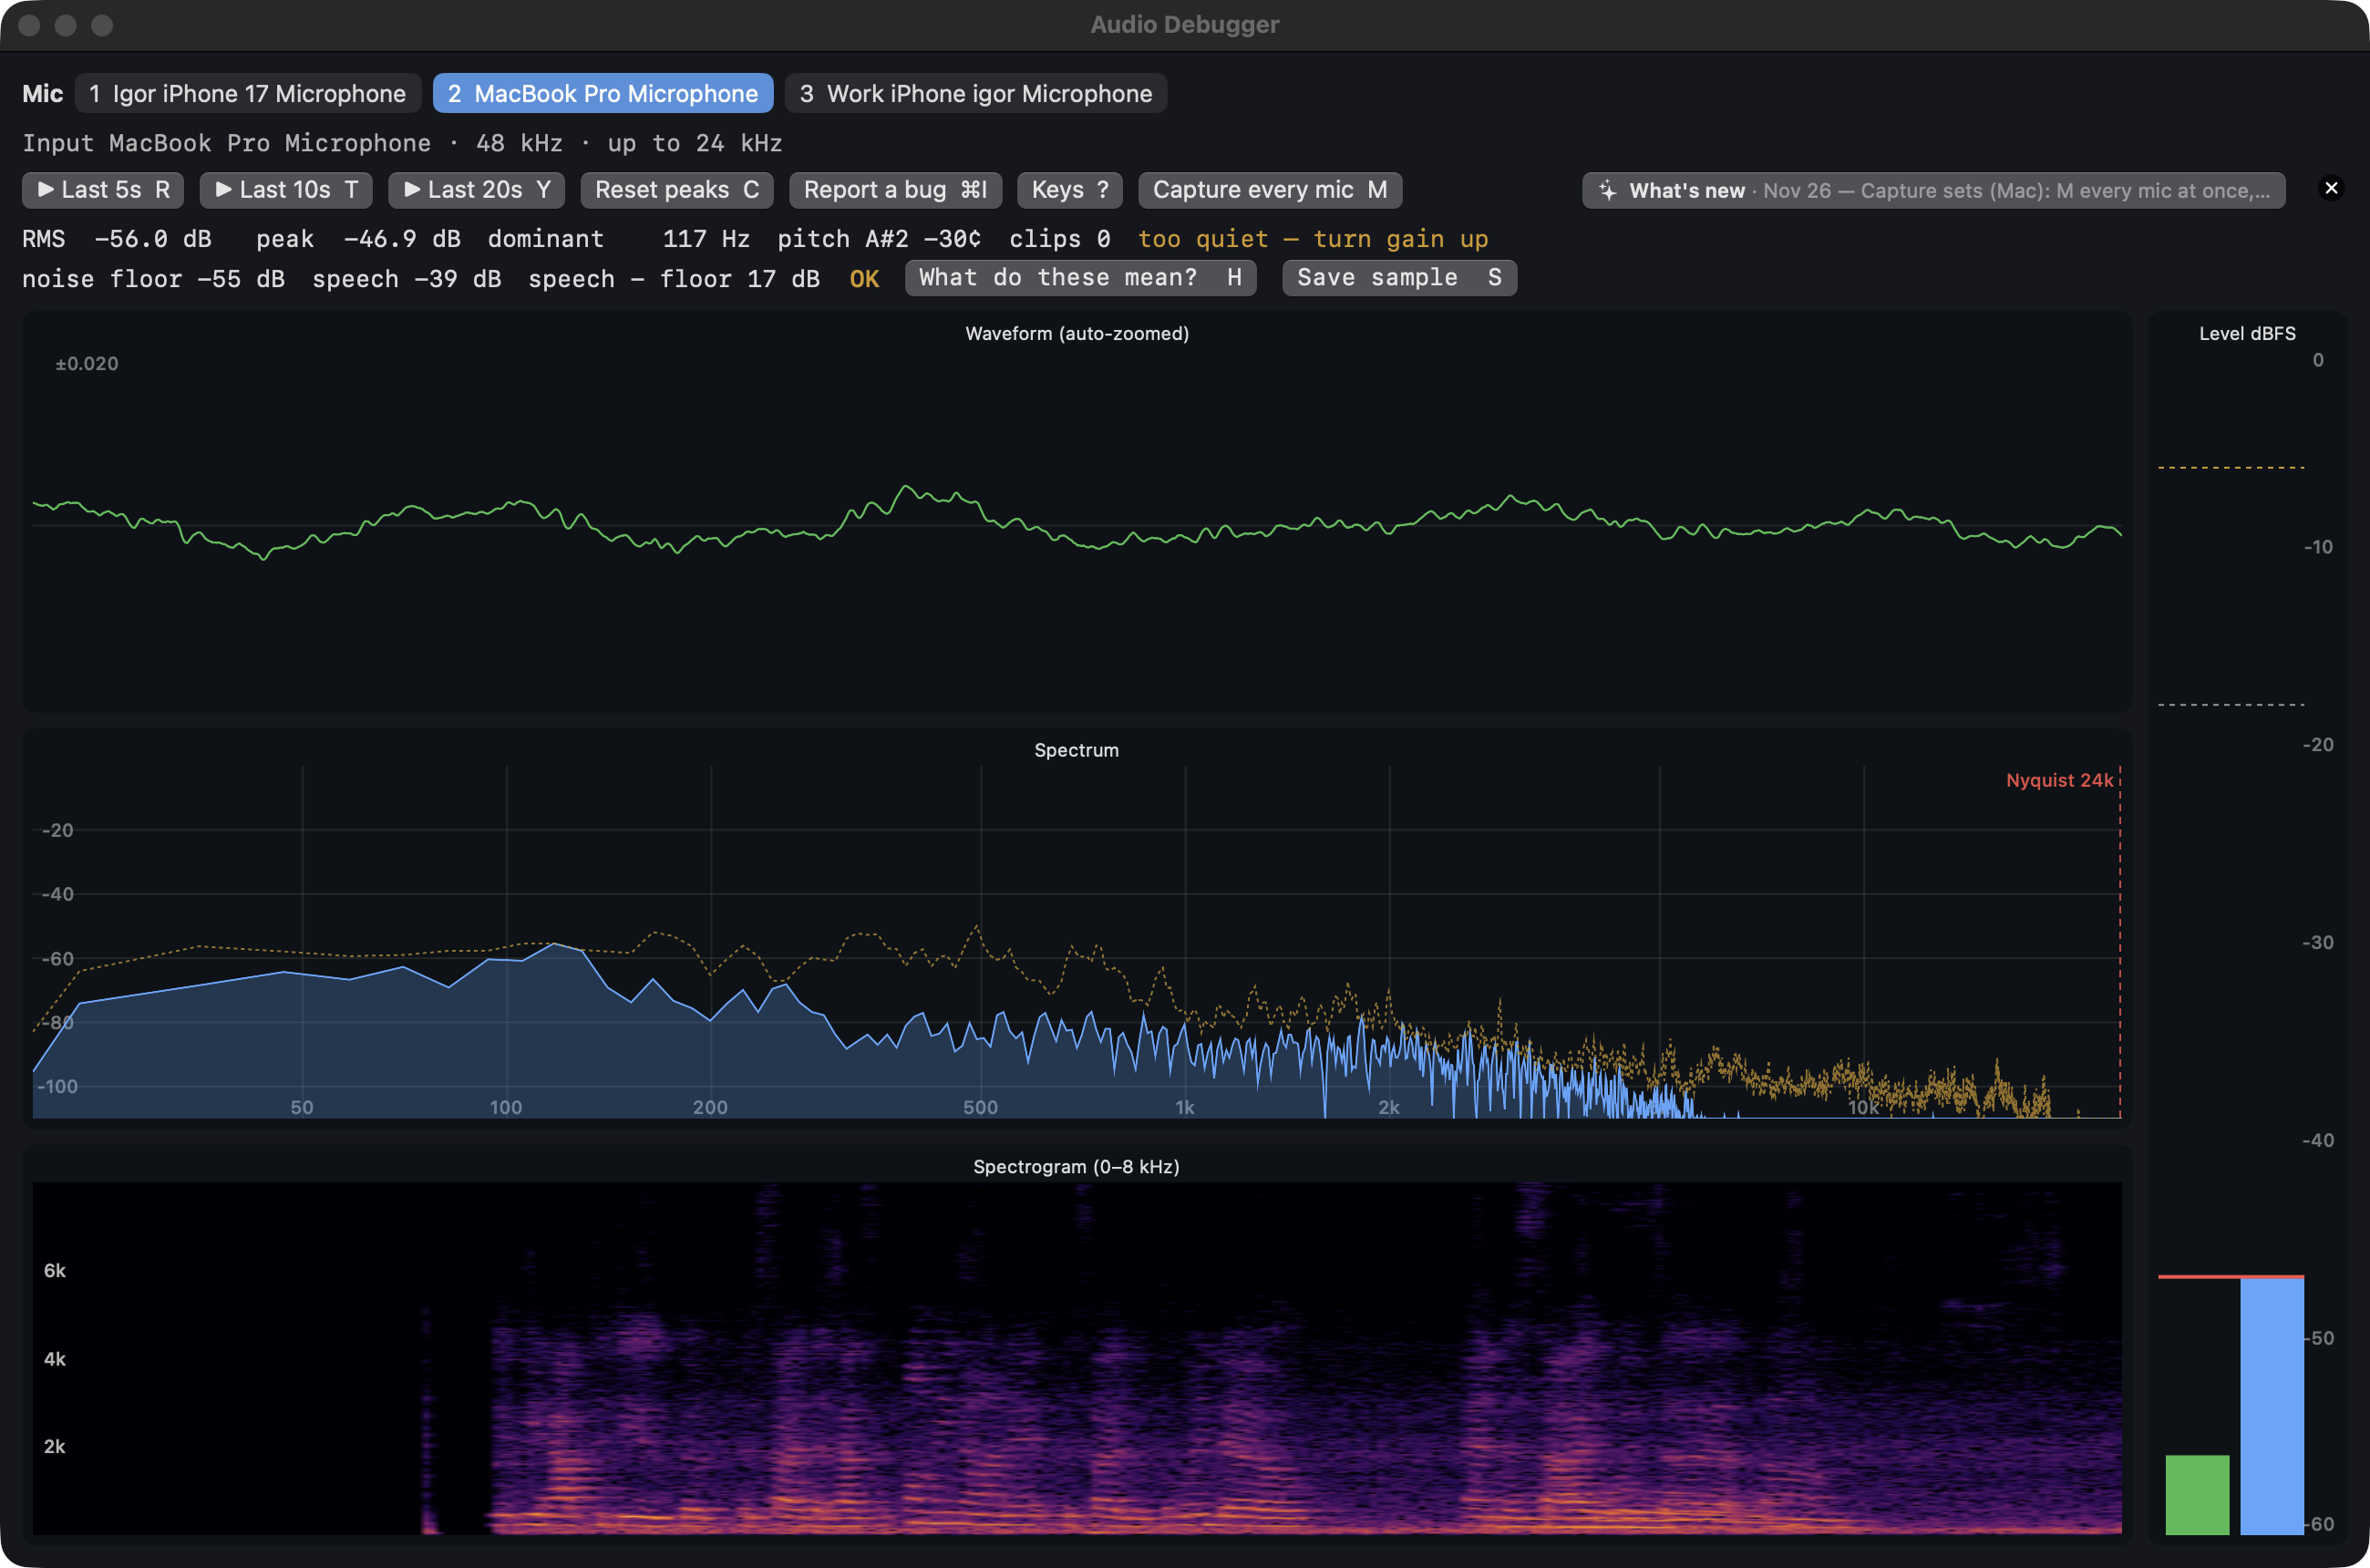 Audio Debugger
Mic 1 Igor iPhone 17 Microphone 2 MacBook Pro Microphone 3 Work iPhone igor Microphone
Input MacBook Pro Microphone · 48 kHz · up to 24 kHz
▶ Last 5s R ▶ Last 10s T ▶ Last 20s Y Reset peaks C Report a bug ⌘I Keys ? Capture every mic M What's new · Nov 26 — Capture sets (Mac): M every mic at once,...
RMS −56.0 dB peak −46.9 dB dominant 117 Hz pitch A#2 −30¢ clips 0 too quiet — turn gain up
noise floor −55 dB speech −39 dB speech − floor 17 dB OK What do these mean? H Save sample S
Waveform (auto-zoomed)
±0.020
Spectrum
Nyquist 24k
-20
-40
-60
-80
-100
50 100 200 500 1k 2k 10k
Spectrogram (0–8 kHz)
6k
4k
2k
Level dBFS
0
-10
-20
-30
-40
-50
-60